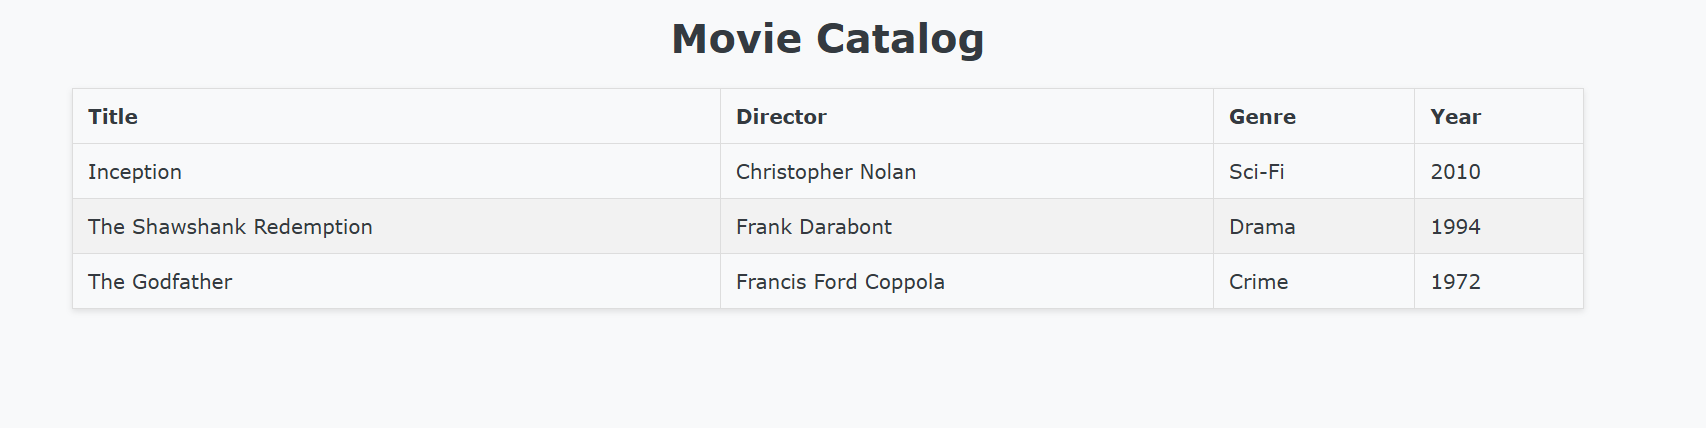 Movie Catalog
Title Director Genre Year
Inception Christopher Nolan Sci-Fi 2010
The Shawshank Redemption Frank Darabont Drama 1994
The Godfather Francis Ford Coppola Crime 1972